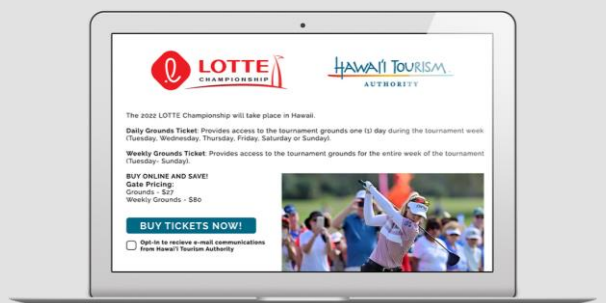 LOTTE
CHAMPIONSHIP
HAWAI'I TOURISM
AUTHORITY
The 2022 LOTTE Championship will take place in Hawaii.
Daily Grounds Ticket: Provides access to the tournament grounds one (1) day during the tournament week
(Tuesday, Wednesday, Thursday, Friday, Saturday or Sunday).
Weekly Grounds Ticket: Provides access to the tournament grounds for the entire week of the tournament
(Tuesday- Sunday).
BUY ONLINE AND SAVE!
Gate Pricing:
Grounds - $27
Weekly Grounds - $80
BUY TICKETS NOW!
Opt-in to recieve e-mail communications
from Hawai'i Tourism Authority